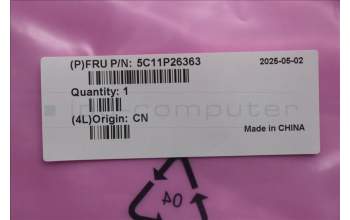 (P)FRU P/N: 5C11P26363
2025-05-02
Quantity: 1
(4L)Origin: CN
Made in CHINA
04